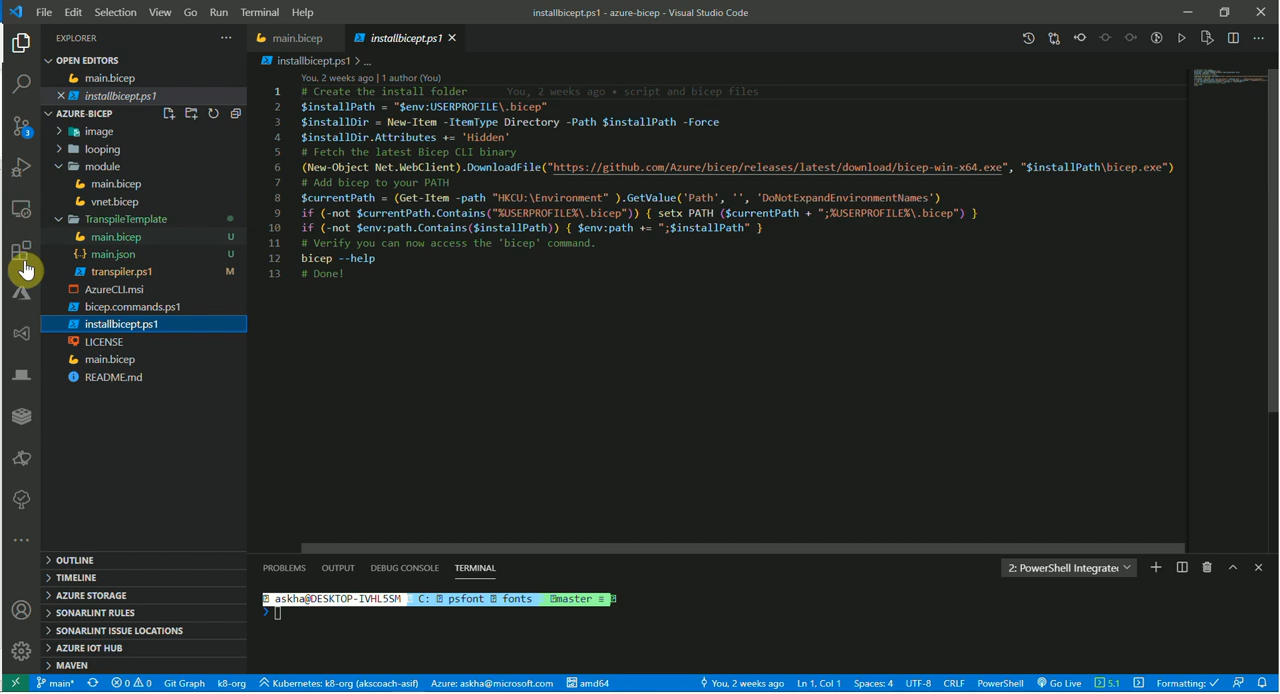 File Edit Selection View Go Run Terminal Help
installbicept.ps1 - azure-bicep - Visual Studio Code
EXPLORER
OPEN EDITORS
main.bicep
installbicept.ps1
AZURE-BICEP
image
looping
module
main.bicep
vnet.bicep
TranspileTemplate
main.bicep U
main.json U
transpiler.ps1 M
AzureCLI.msi
bicep.commands.ps1
installbicept.ps1
LICENSE
main.bicep
README.md
OUTLINE
TIMELINE
AZURE STORAGE
SONARLINT RULES
SONARLINT ISSUE LOCATIONS
AZURE IOT HUB
MAVEN
3
main.bicep installbicept.ps1
installbicept.ps1 > ...
You, 2 weeks ago | 1 author (You)
1 # Create the install folder You, 2 weeks ago • script and bicep files
2 $installPath = "$env:USERPROFILE\.bicep"
3 $installDir = New-Item -ItemType Directory -Path $installPath -Force
4 $installDir.Attributes += 'Hidden'
5 # Fetch the latest Bicep CLI binary
6 (New-Object Net.WebClient).DownloadFile("https://github.com/Azure/bicep/releases/latest/download/bicep-win-x64.exe", "$installPath\bicep.exe")
7 # Add bicep to your PATH
8 $currentPath = (Get-Item -path "HKCU:\Environment" ).GetValue('Path', '', 'DoNotExpandEnvironmentNames')
9 if (-not $currentPath.Contains("%USERPROFILE%\.bicep")) { setx PATH ($currentPath + ";%USERPROFILE%\.bicep") }
10 if (-not $env:path.Contains($installPath)) { $env:path += ";$installPath" }
11 # Verify you can now access the 'bicep' command.
12 bicep --help
13 # Done!
PROBLEMS OUTPUT DEBUG CONSOLE TERMINAL
2: PowerShell Integrate
askha@DESKTOP-IVHL5SM C: psfont fonts master ≡
main* 0 0 Git Graph k8-org Kubernetes: k8-org (akscoach-asif) Azure: askha@microsoft.com amd64 You, 2 weeks ago Ln 1, Col 1 Spaces: 4 UTF-8 CRLF PowerShell Go Live 5.1 Formatting: ✓